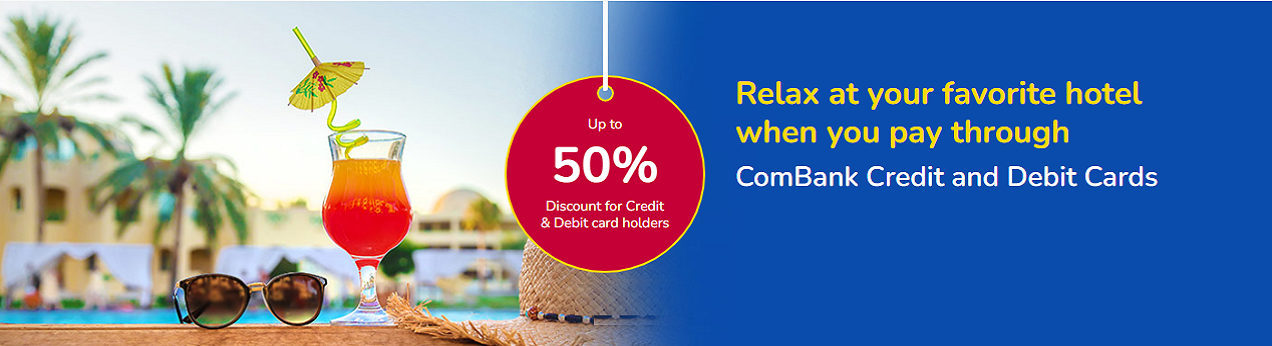 Up to
50%
Discount for Credit
& Debit card holders
Relax at your favorite hotel
when you pay through
ComBank Credit and Debit Cards